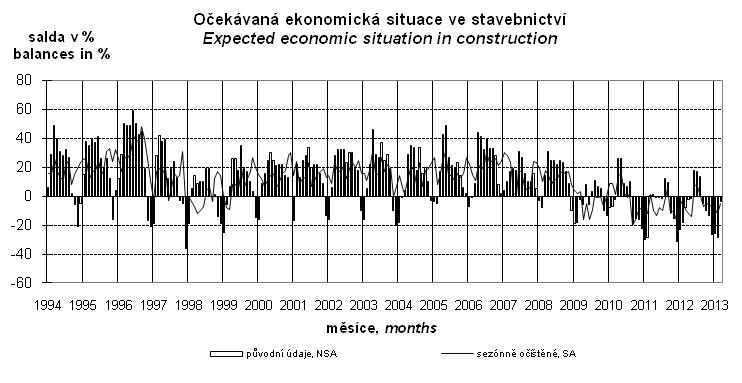 Očekávaná ekonomická situace ve stavebnictví
Expected economic situation in construction
salda v %
balances in %
80
60
40
20
0
-20
-40
-60
1994 1995 1996 1997 1998 1999 2000 2001 2002 2003 2004 2005 2006 2007 2008 2009 2010 2011 2012 2013
měsíce, months
původní údaje, NSA
sezónně očištěné, SA